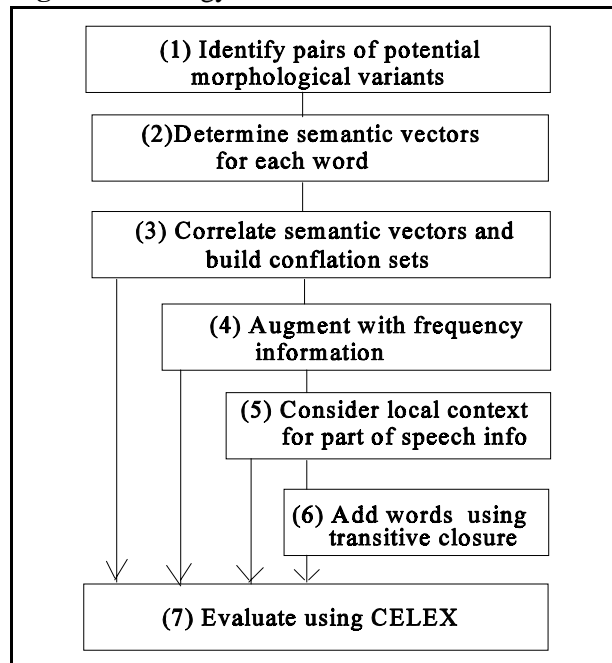 (1) Identify pairs of potential
morphological variants
(2)Determine semantic vectors
for each word
(3) Correlate semantic vectors and
build conflation sets
(4) Augment with frequency
information
(5) Consider local context
for part of speech info
(6) Add words using
transitive closure
(7) Evaluate using CELEX